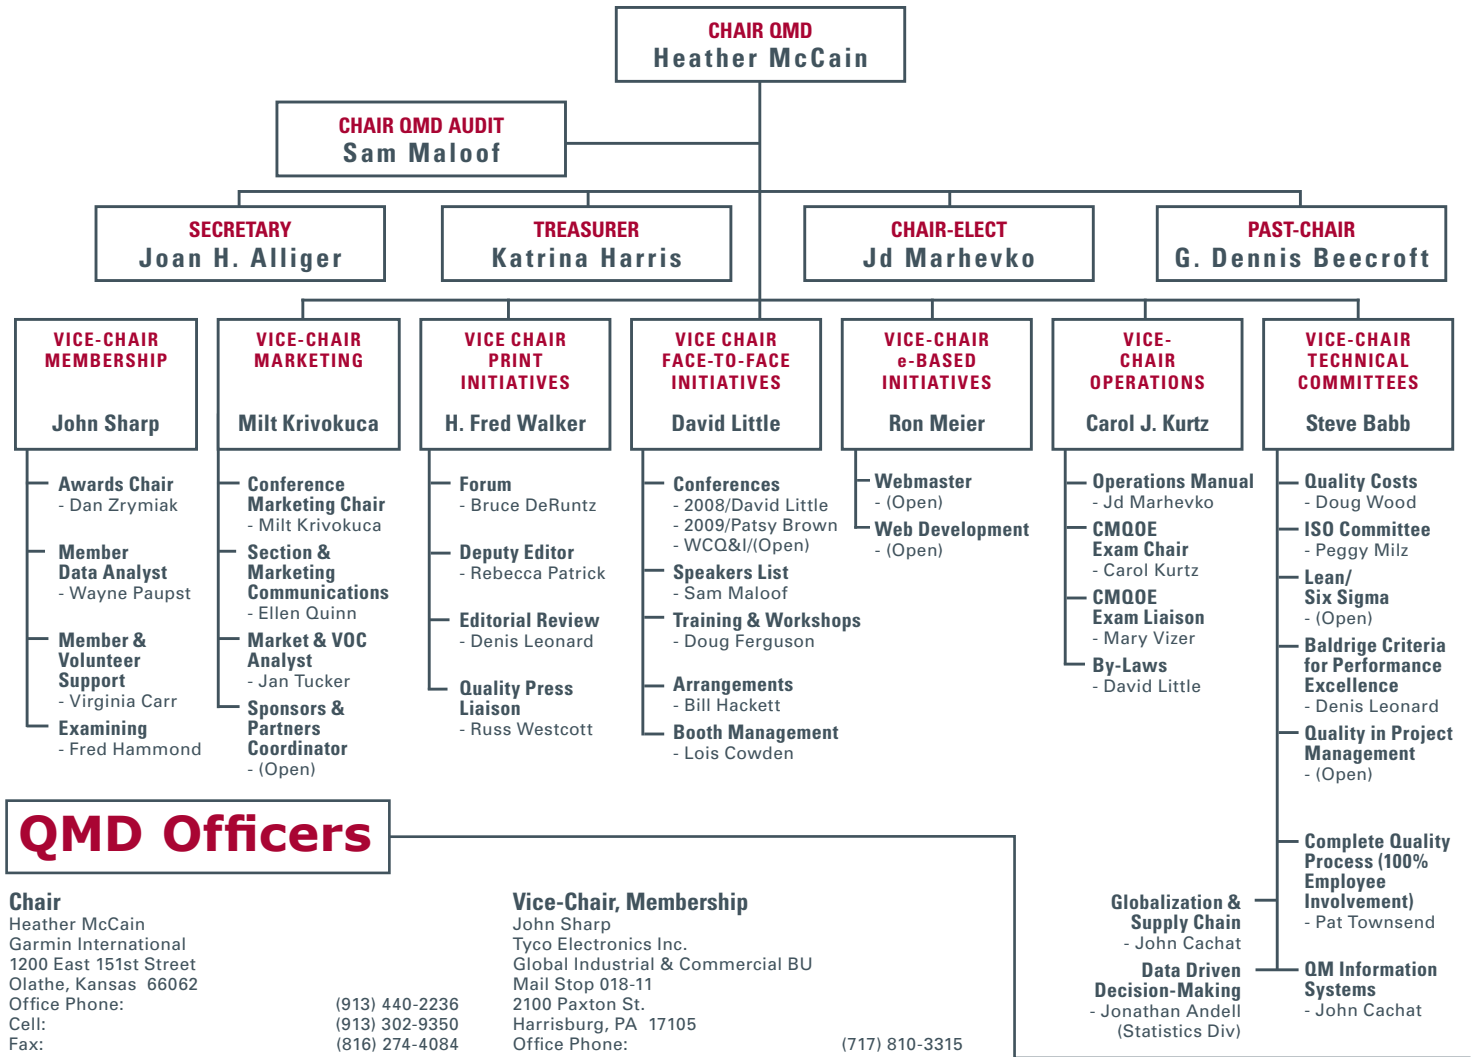 CHAIR QMD
Heather McCain
CHAIR QMD AUDIT
Sam Maloof
SECRETARY
Joan H. Alliger
TREASURER
Katrina Harris
CHAIR-ELECT
Jd Marhevko
PAST-CHAIR
G. Dennis Beecroft
VICE-CHAIR
MEMBERSHIP
John Sharp
Awards Chair
- Dan Zrymiak
Member
Data Analyst
- Wayne Paupst
Member &
Volunteer
Support
- Virginia Carr
Examining
- Fred Hammond
VICE-CHAIR
MARKETING
Milt Krivokuca
Conference
Marketing Chair
- Milt Krivokuca
Section &
Marketing
Communications
- Ellen Quinn
Market & VOC
Analyst
- Jan Tucker
Sponsors &
Partners
Coordinator
- (Open)
VICE CHAIR
PRINT
INITIATIVES
H. Fred Walker
Forum
- Bruce DeRuntz
Deputy Editor
- Rebecca Patrick
Editorial Review
- Denis Leonard
Quality Press
Liaison
- Russ Westcott
VICE CHAIR
FACE-TO-FACE
INITIATIVES
David Little
Conferences
- 2008/David Little
- 2009/Patsy Brown
- WCQ&I/(Open)
Speakers List
- Sam Maloof
Training & Workshops
- Doug Ferguson
Arrangements
- Bill Hackett
Booth Management
- Lois Cowden
VICE-CHAIR
e-BASED
INITIATIVES
Ron Meier
Webmaster
- (Open)
Web Development
- (Open)
VICE-
CHAIR
OPERATIONS
Carol J. Kurtz
Operations Manual
- Jd Marhevko
CMQOE
Exam Chair
- Carol Kurtz
CMQOE
Exam Liaison
- Mary Vizer
By-Laws
- David Little
VICE-CHAIR
TECHNICAL
COMMITTEES
Steve Babb
Quality Costs
- Doug Wood
ISO Committee
- Peggy Milz
Lean/
Six Sigma
- (Open)
Baldrige Criteria
for Performance
Excellence
- Denis Leonard
Quality in Project
Management
- (Open)
Complete Quality
Process (100%
Employee
Involvement)
- Pat Townsend
Globalization &
Supply Chain
- John Cachat
Data Driven
Decision-Making
- Jonathan Andell
(Statistics Div)
QM Information
Systems
- John Cachat
QMD Officers
Chair
Heather McCain
Garmin International
1200 East 151st Street
Olathe, Kansas 66062
Office Phone: (913) 440-2236
Cell: (913) 302-9350
Fax: (816) 274-4084
Vice-Chair, Membership
John Sharp
Tyco Electronics Inc.
Global Industrial & Commercial BU
Mail Stop 018-11
2100 Paxton St.
Harrisburg, PA 17105
Office Phone: (717) 810-3315